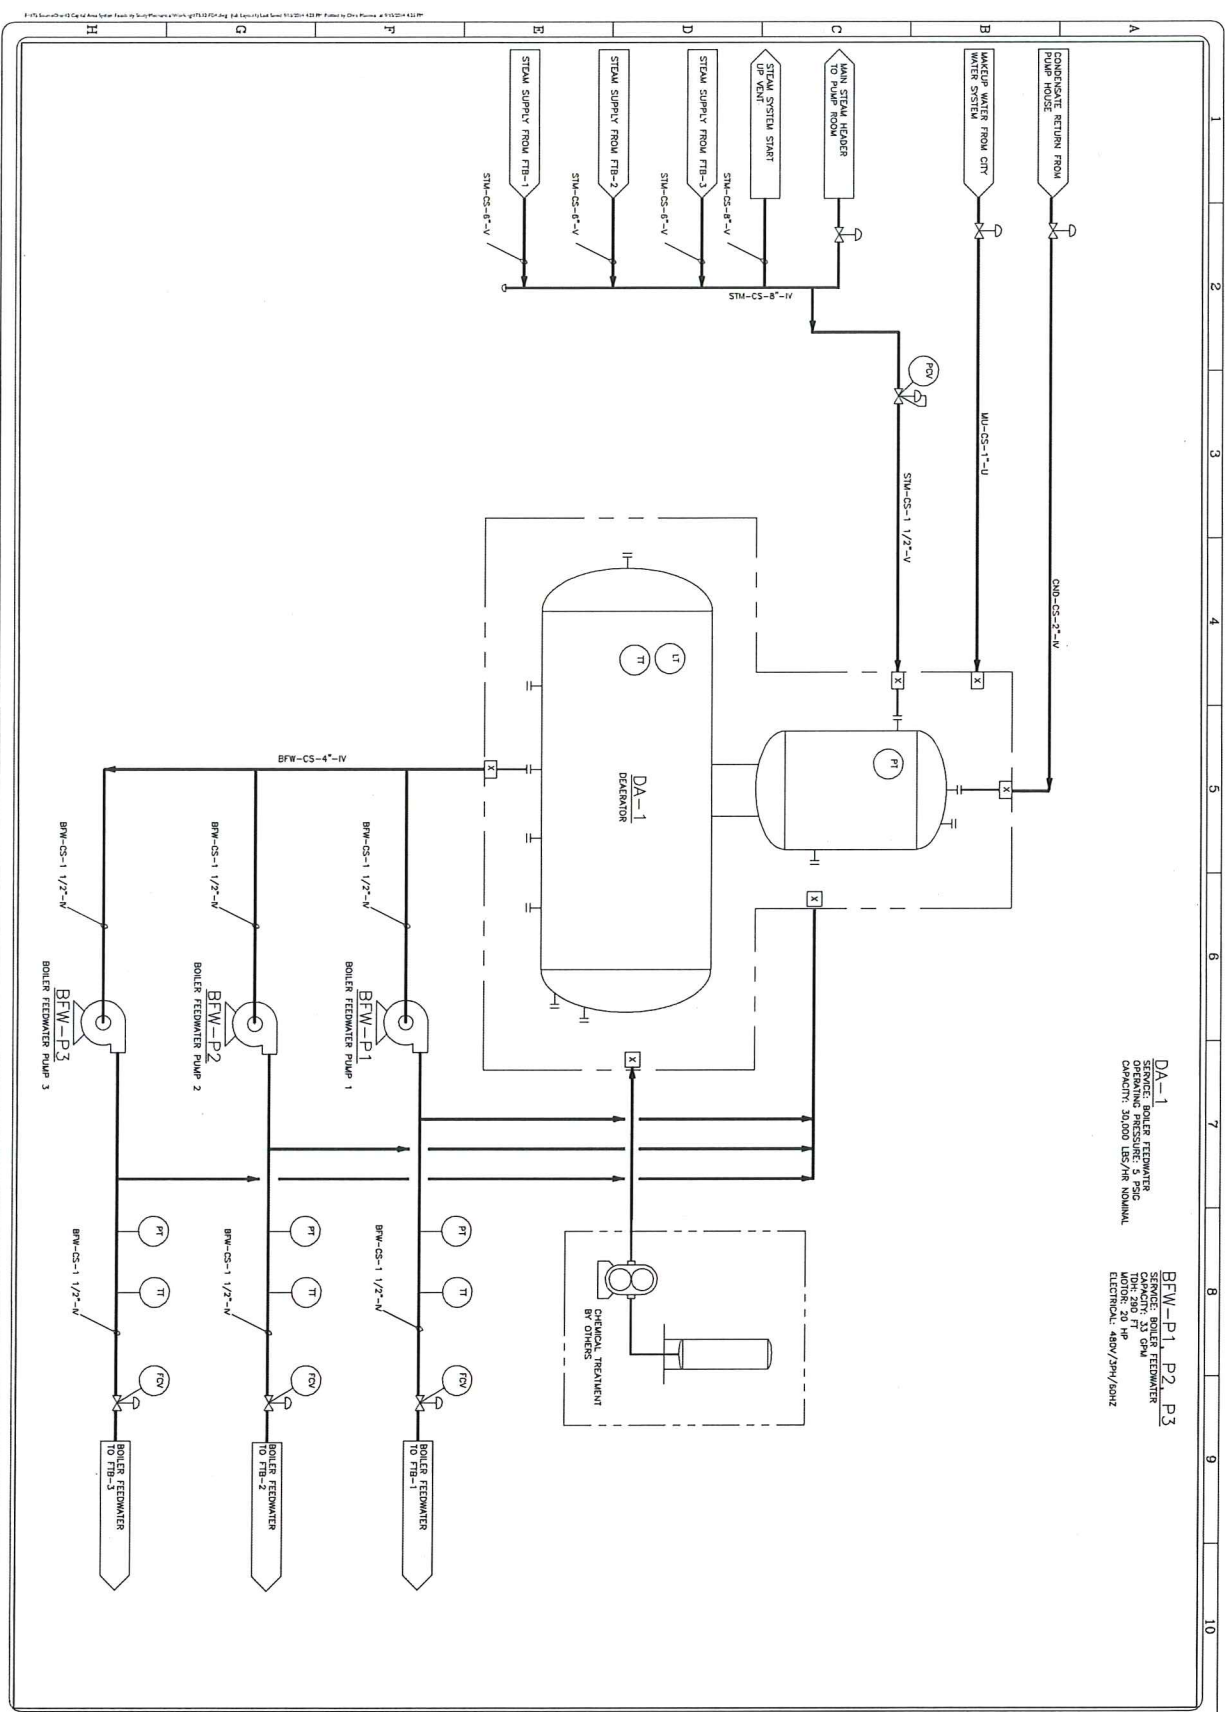 A
B
C
D
E
F
G
H
1
2
3
4
5
6
7
8
9
10
CONDENSATE RETURN FROM
PUMP HOUSE
MAKEUP WATER FROM CITY
WATER SYSTEM
MAIN STEAM HEADER
TO PUMP ROOM
STEAM SYSTEM START
UP VENT
STEAM SUPPLY FROM FTB-3
STEAM SUPPLY FROM FTB-2
STEAM SUPPLY FROM FTB-1
STM-CS-8"-V
STM-CS-6"-V
STM-CS-6"-V
STM-CS-6"-V
STM-CS-8"-IV
PCV
MU-CS-1"-U
STM-CS-1 1/2"-V
CND-CS-2"-IV
X
X
X
X
X
X
PT
LT
TT
DA-1
DEAERATOR
BFW-CS-4"-IV
BFW-CS-1 1/2"-IV
BFW-CS-1 1/2"-IV
BFW-CS-1 1/2"-IV
BFW-P1
BOILER FEEDWATER PUMP 1
BFW-P2
BOILER FEEDWATER PUMP 2
BFW-P3
BOILER FEEDWATER PUMP 3
DA-1
SERVICE: BOILER FEEDWATER
OPERATING PRESSURE: 5 PSIG
CAPACITY: 30,000 LBS/HR NOMINAL
BFW-P1, P2, P3
SERVICE: BOILER FEEDWATER
CAPACITY: 33 GPM
TDH: 290 FT
MOTOR: 20 HP
ELECTRICAL: 480V/3PH/60HZ
CHEMICAL TREATMENT
BY OTHERS
PT
TT
BFW-CS-1 1/2"-IV
FCV
BOILER FEEDWATER
TO FTB-1
PT
TT
BFW-CS-1 1/2"-IV
FCV
BOILER FEEDWATER
TO FTB-2
PT
TT
BFW-CS-1 1/2"-IV
FCV
BOILER FEEDWATER
TO FTB-3